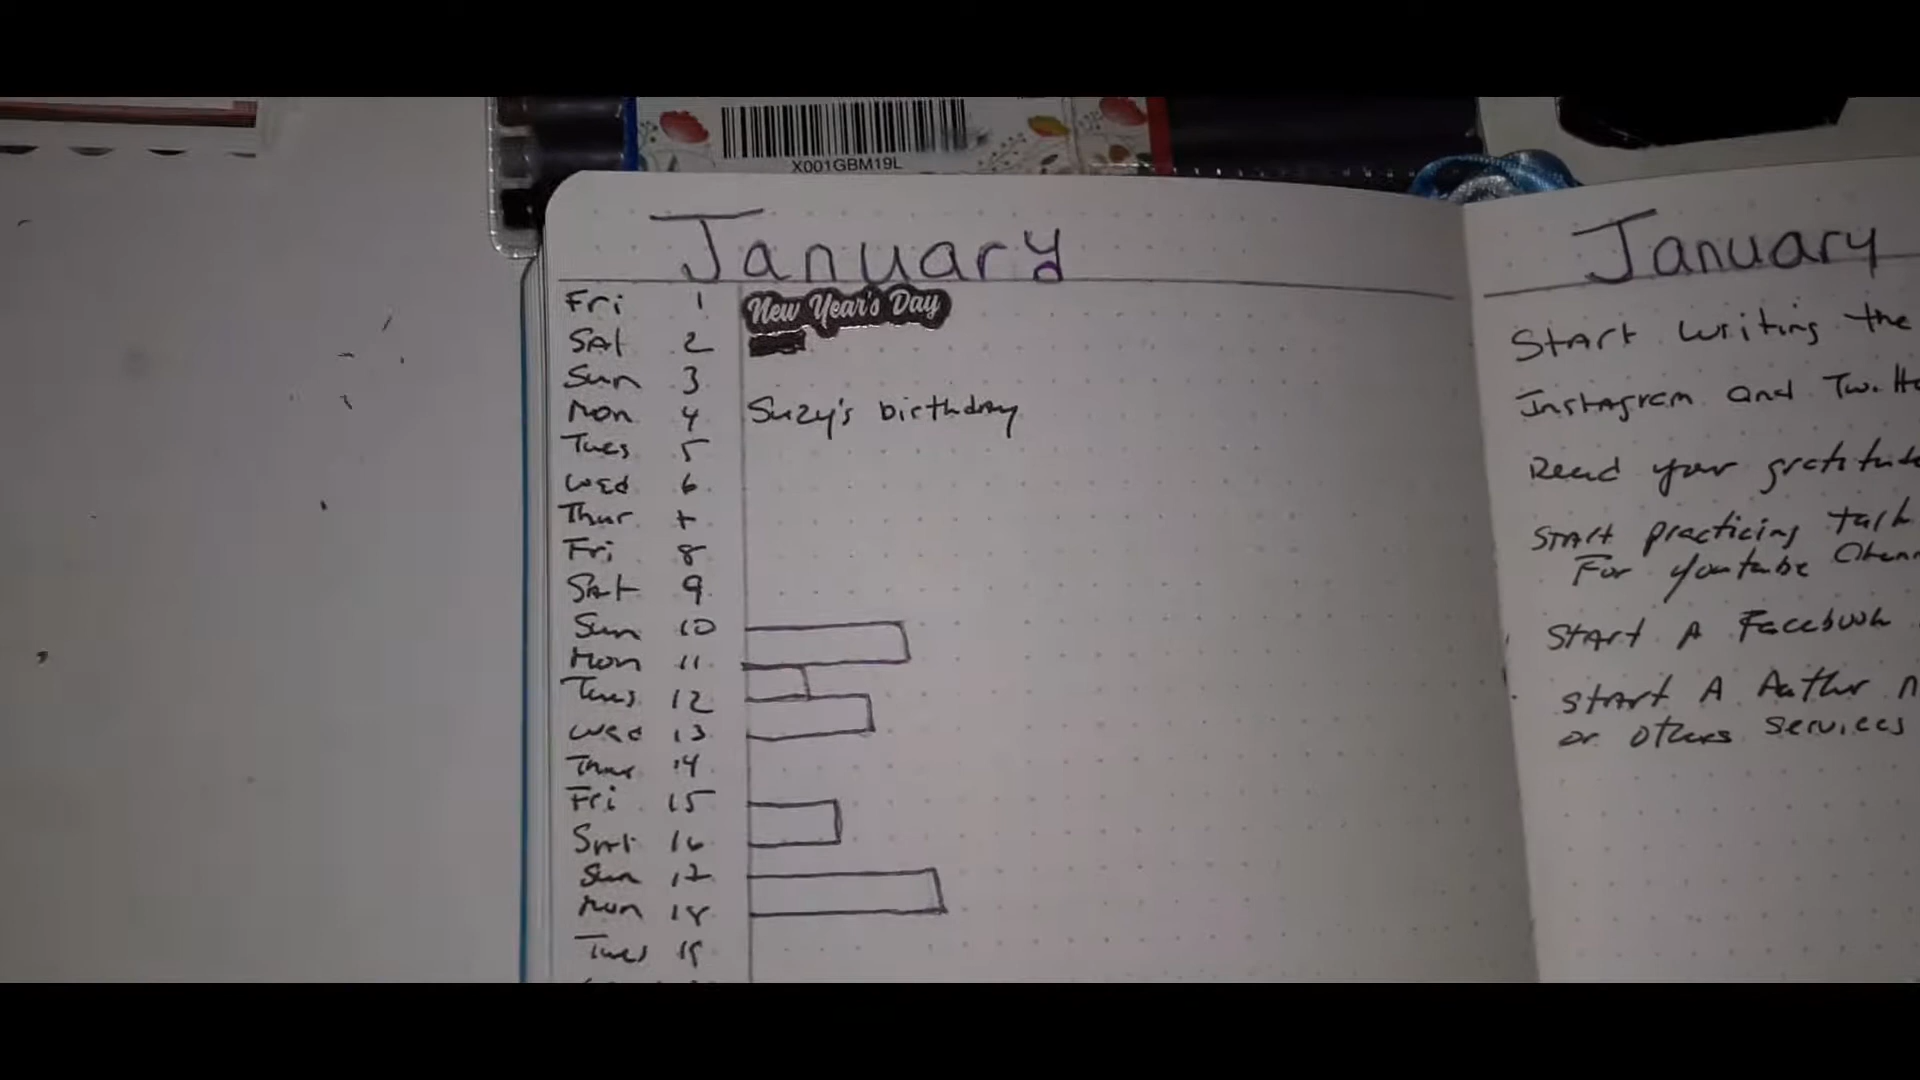 X001GBM19L
January
Fri 1 New Year's Day
Sat 2
Sun 3
Mon 4 Suzy's birthday
Tues 5
Wed 6
Thur 7
Fri 8
Sat 9
Sun 10
Mon 11
Tues 12
Wed 13
Thur 14
Fri 15
Sat 16
Sun 17
Mon 18
Tues 19
January
Start writing the
Instagram and
Read your
Start practicing
For youtube
Start A Facebook
Start A Author
or others services